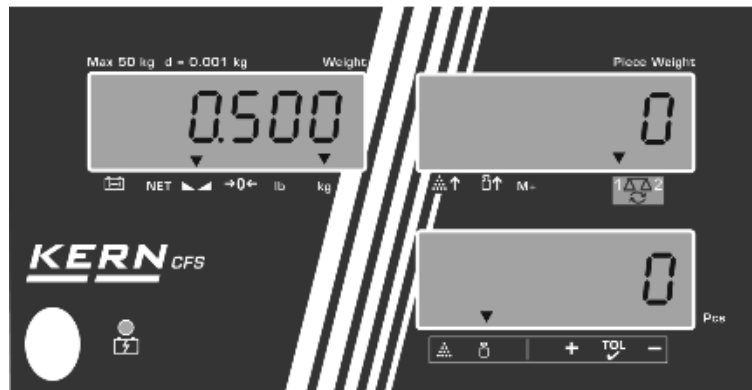 Max 50 kg d = 0.001 kg Weight
Piece Weight
0.500
0
NET →0← lb kg
M+
1 2
KERN CFS
0
Pcs
+ TOL −